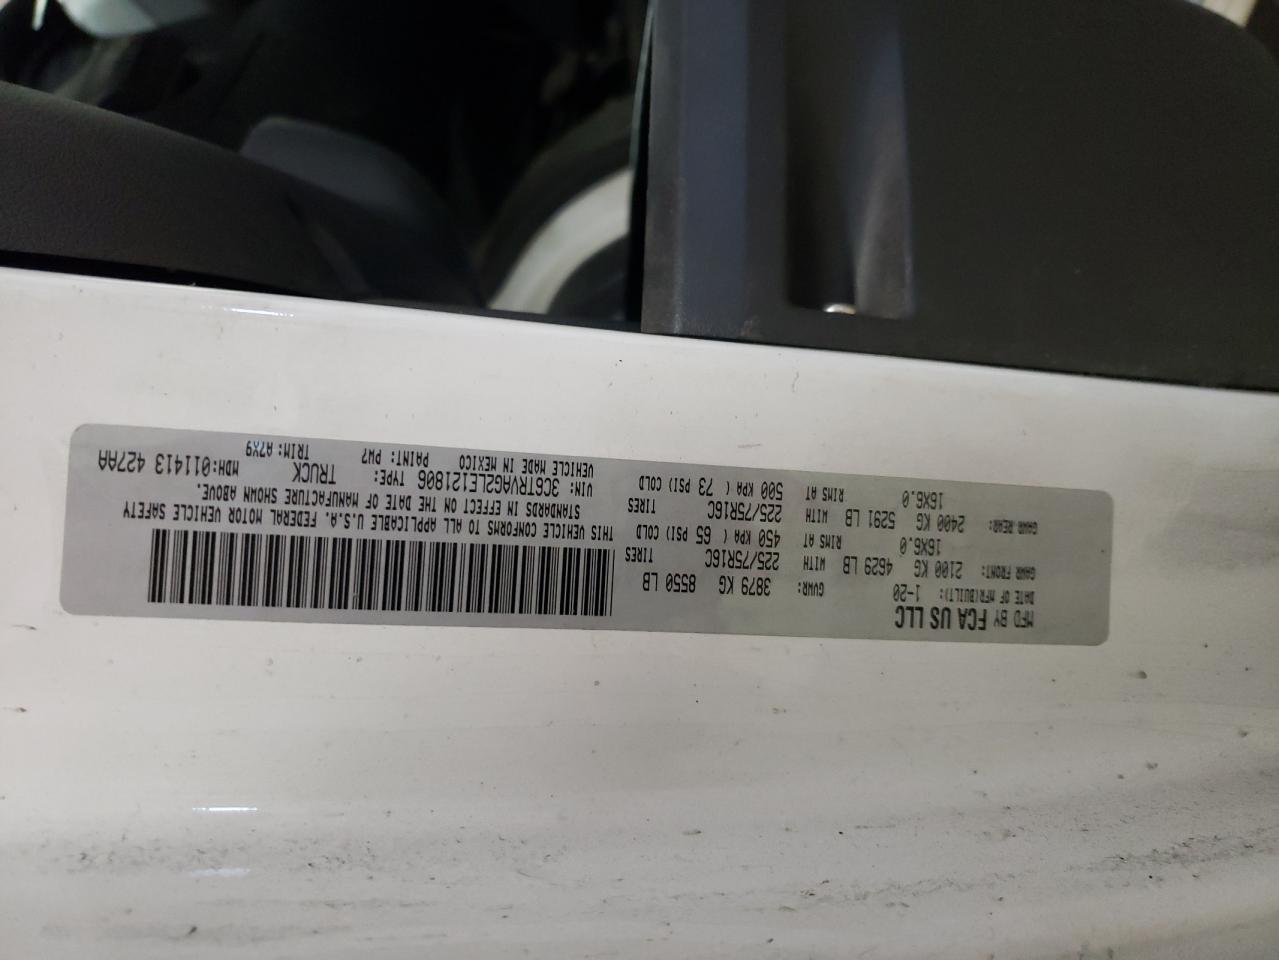 MFD BY FCA US LLC
DATE OF MFR(BUILT): 1-20 GVWR: 3879 KG 8550 LB
GAWR FRONT: 2100 KG 4629 LB WITH 225/75R16C TIRES
16X6.0 RIMS AT 450 KPA ( 65 PSI) COLD
GAWR REAR: 2400 KG 5291 LB WITH 225/75R16C TIRES
16X6.0 RIMS AT 500 KPA ( 73 PSI) COLD
THIS VEHICLE CONFORMS TO ALL APPLICABLE U.S.A. FEDERAL MOTOR VEHICLE SAFETY
STANDARDS IN EFFECT ON THE DATE OF MANUFACTURE SHOWN ABOVE.
VIN: 3C6TRVAG2LE121806 TYPE: TRUCK MDH:011413 427AA
VEHICLE MADE IN MEXICO PAINT: PW7 TRIM: A7X9